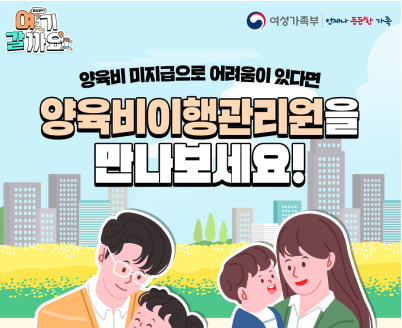 여기
갈까요
여성가족부 언제나 든든한 가족
양육비 미지급으로 어려움이 있다면
양육비이행관리원을
만나보세요!